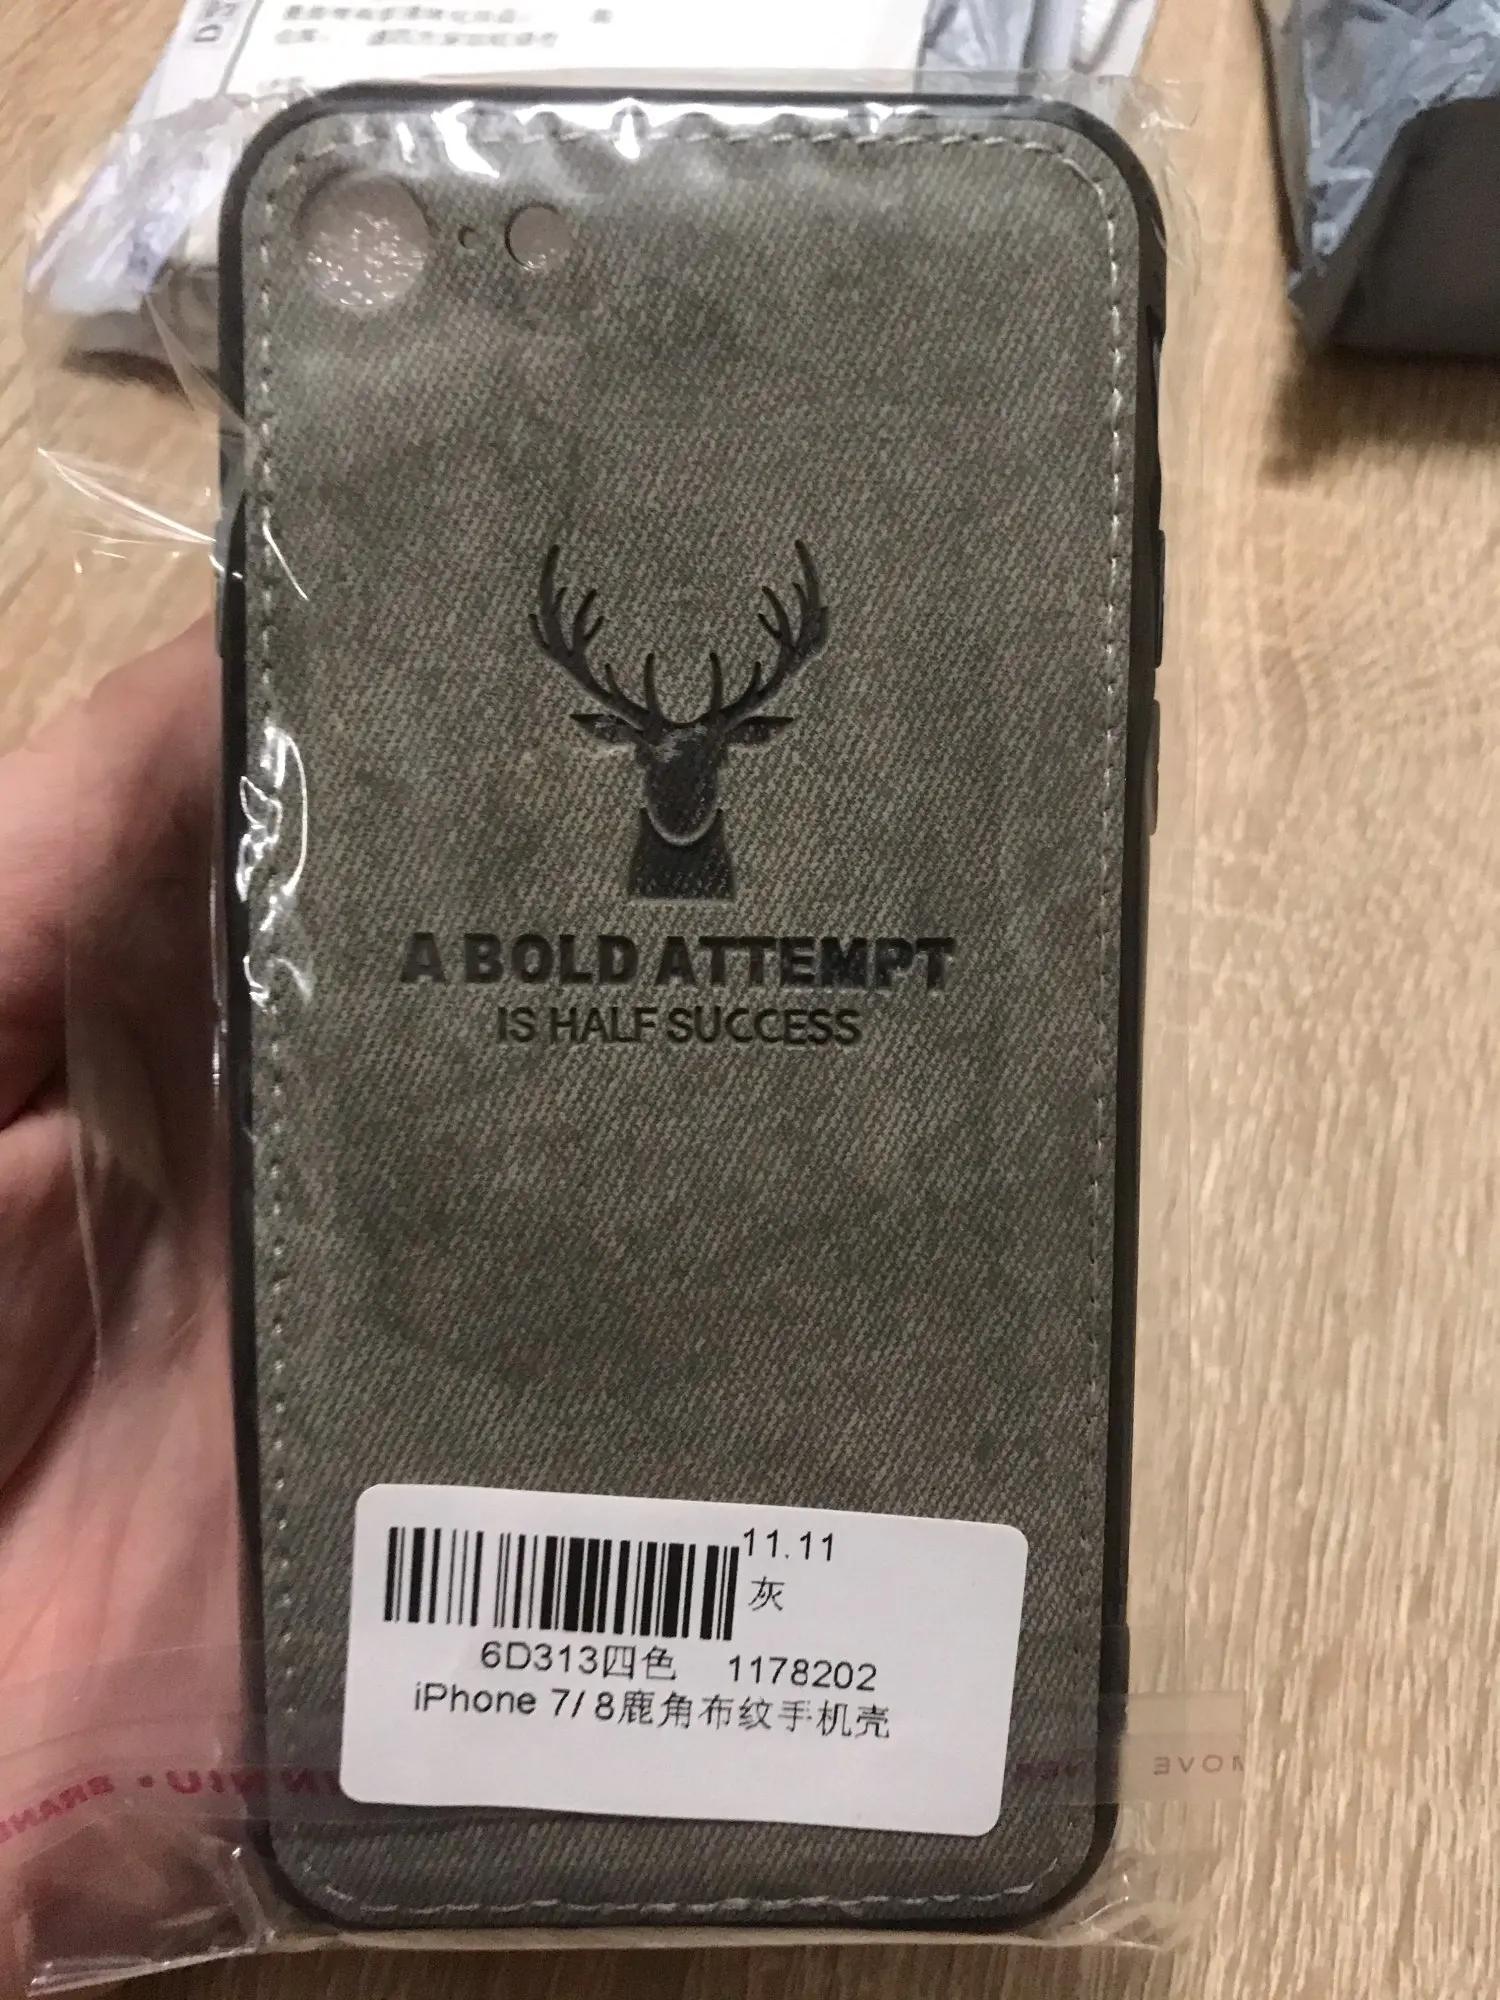 A BOLD ATTEMPT
IS HALF SUCCESS
11.11
灰
6D313四色 1178202
iPhone 7/ 8鹿角布纹手机壳